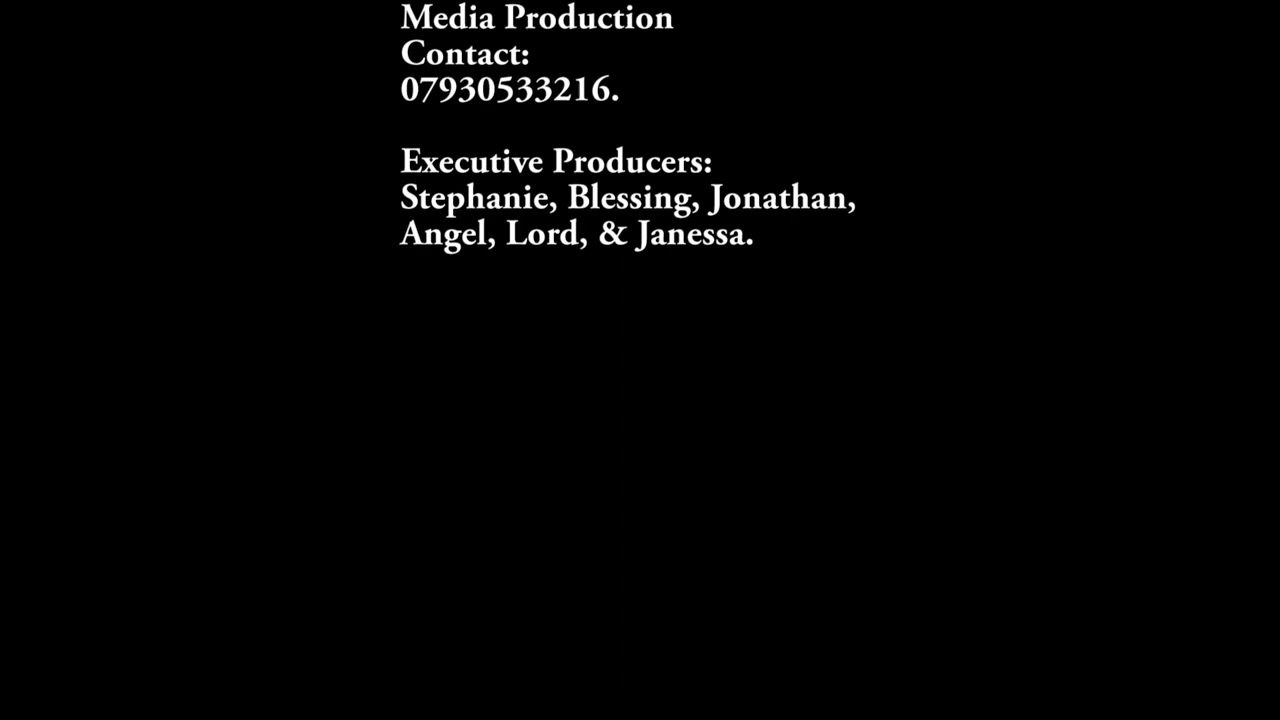 Media Production
Contact:
07930533216.
Executive Producers:
Stephanie, Blessing, Jonathan,
Angel, Lord, & Janessa.